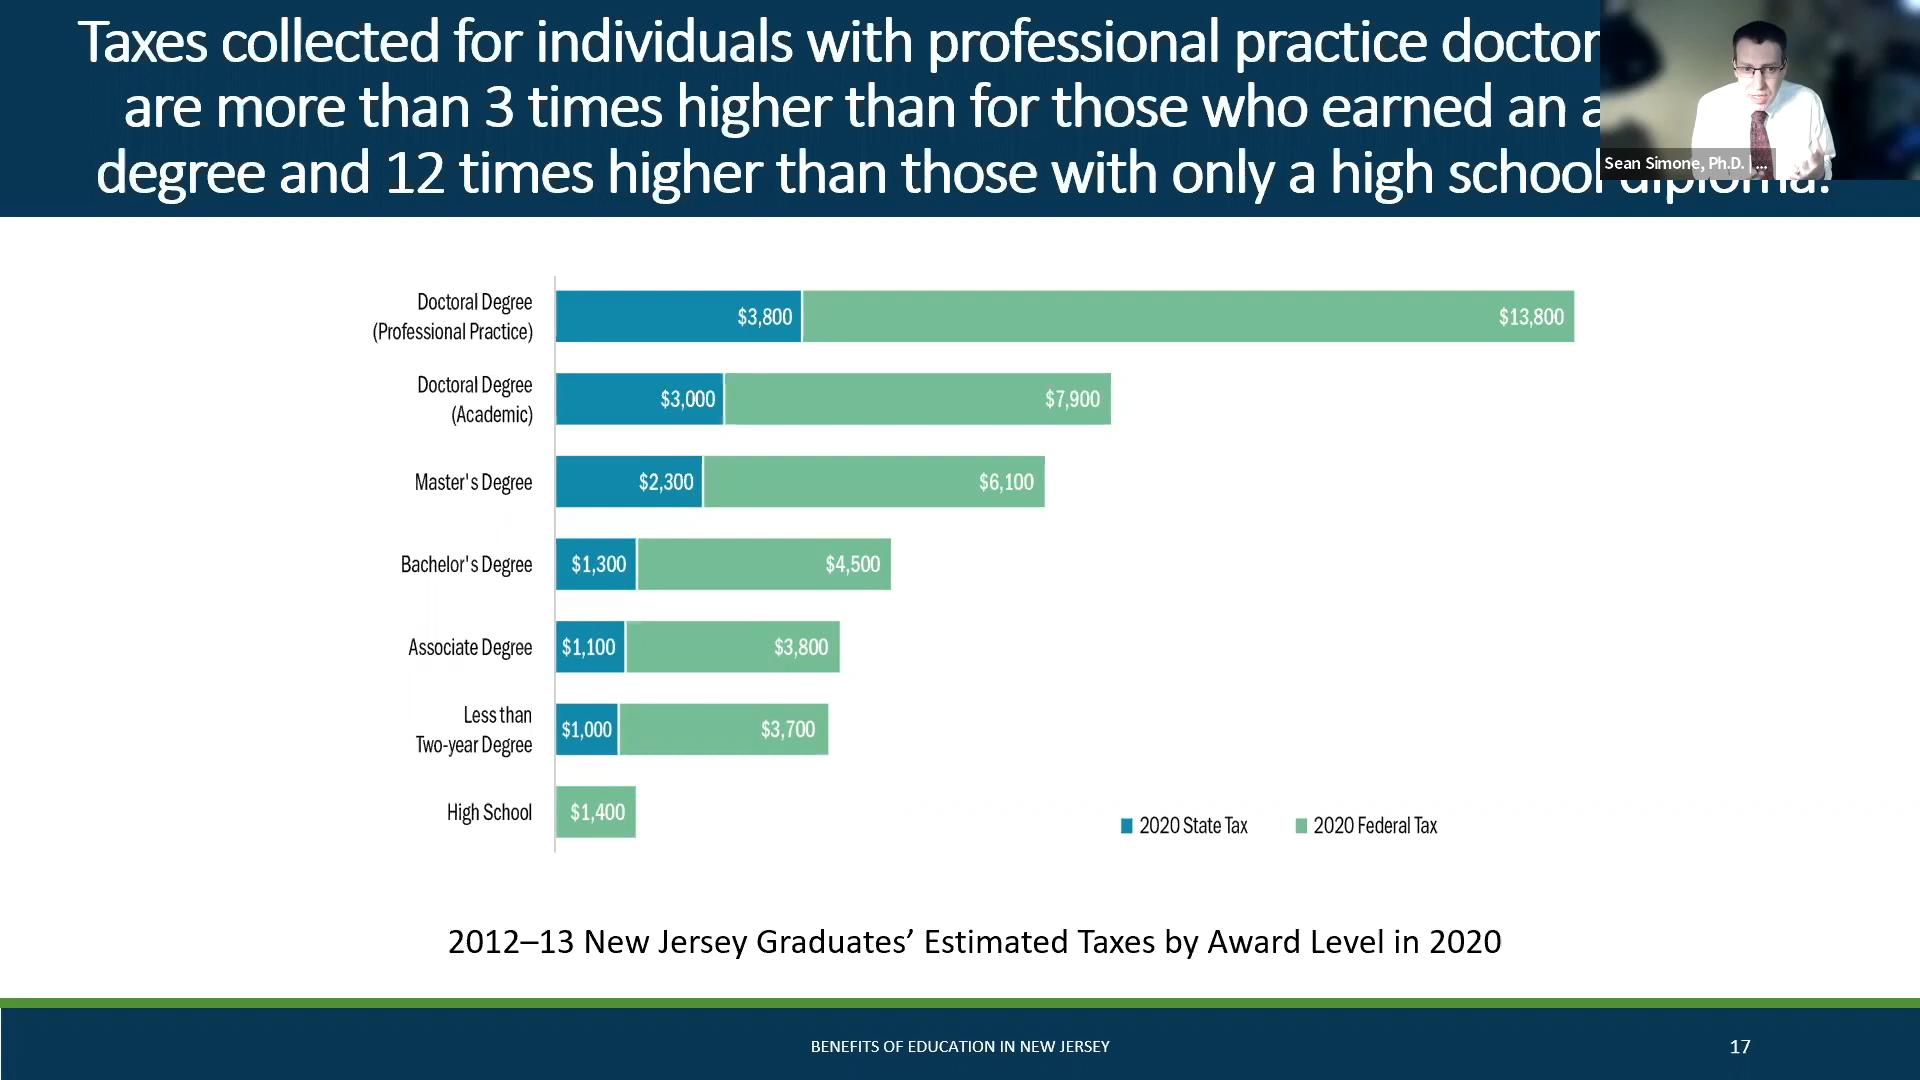 Taxes collected for individuals with professional practice
are more than 3 times higher than for those who earned an
degree and 12 times higher than those with only a high school diploma.
Sean Simone, Ph.D. | ...
Doctoral Degree
(Professional Practice)
$3,800
$13,800
Doctoral Degree
(Academic)
$3,000
$7,900
Master's Degree
$2,300
$6,100
Bachelor's Degree
$1,300
$4,500
Associate Degree
$1,100
$3,800
Less than
Two-year Degree
$1,000
$3,700
High School
$1,400
2020 State Tax
2020 Federal Tax
2012–13 New Jersey Graduates’ Estimated Taxes by Award Level in 2020
BENEFITS OF EDUCATION IN NEW JERSEY
17